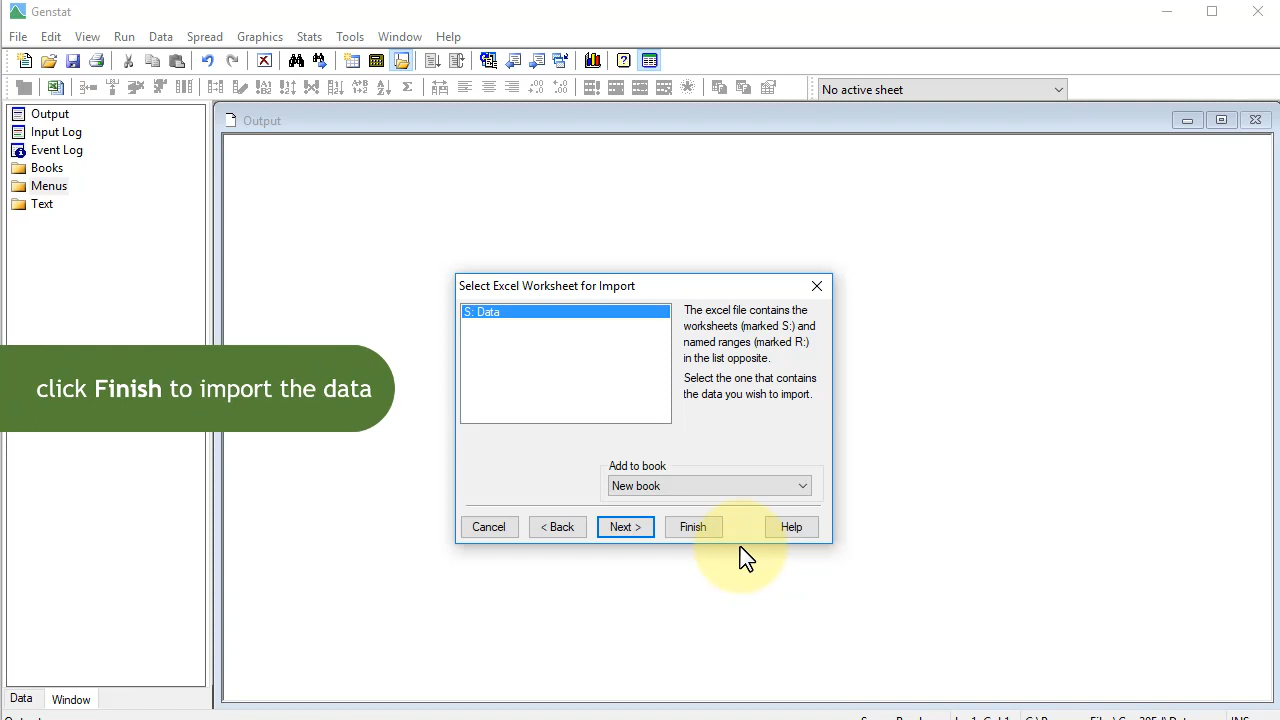 Genstat
File Edit View Run Data Spread Graphics Stats Tools Window Help
No active sheet
Output
Input Log
Event Log
Books
Menus
Text
Output
Select Excel Worksheet for Import
S: Data
The excel file contains the
worksheets (marked S:) and
named ranges (marked R:)
in the list opposite.
Select the one that contains
the data you wish to import.
click Finish to import the data
Add to book
New book
Cancel < Back Next > Finish Help
Data Window